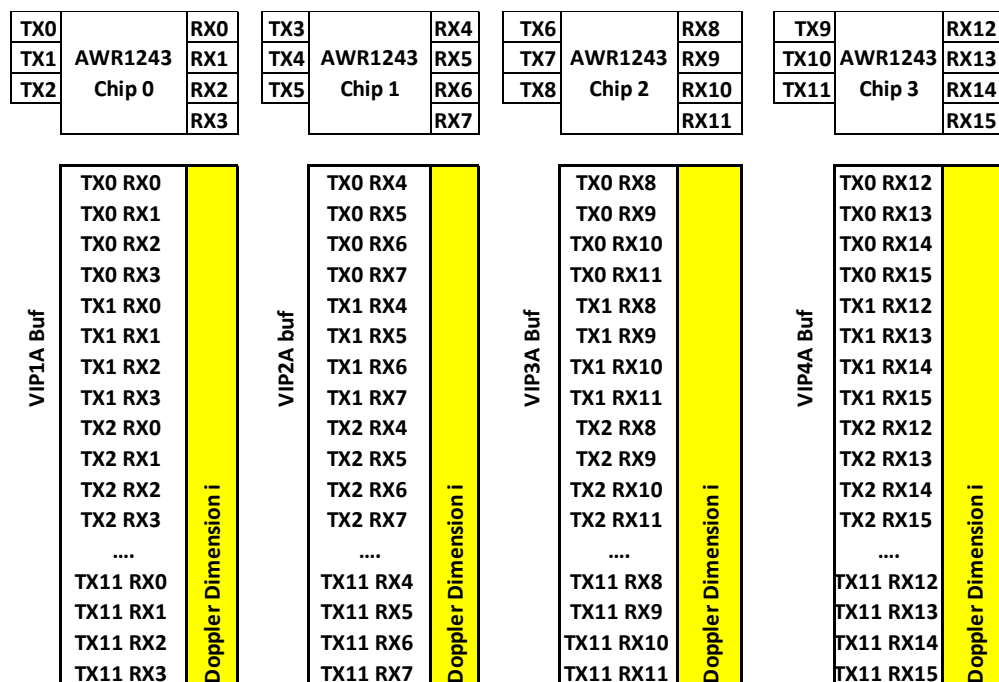 TX0 RX0 TX3 RX4 TX6 RX8 TX9 RX12
TX1 AWR1243 RX1 TX4 AWR1243 RX5 TX7 AWR1243 RX9 TX10 AWR1243 RX13
TX2 Chip 0 RX2 TX5 Chip 1 RX6 TX8 Chip 2 RX10 TX11 Chip 3 RX14
RX3 RX7 RX11 RX15
VIP1A Buf
TX0 RX0
TX0 RX1
TX0 RX2
TX0 RX3
TX1 RX0
TX1 RX1
TX1 RX2
TX1 RX3
TX2 RX0
TX2 RX1
TX2 RX2
TX2 RX3
....
TX11 RX0
TX11 RX1
TX11 RX2
TX11 RX3
Doppler Dimension i
VIP2A buf
TX0 RX4
TX0 RX5
TX0 RX6
TX0 RX7
TX1 RX4
TX1 RX5
TX1 RX6
TX1 RX7
TX2 RX4
TX2 RX5
TX2 RX6
TX2 RX7
....
TX11 RX4
TX11 RX5
TX11 RX6
TX11 RX7
Doppler Dimension i
VIP3A Buf
TX0 RX8
TX0 RX9
TX0 RX10
TX0 RX11
TX1 RX8
TX1 RX9
TX1 RX10
TX1 RX11
TX2 RX8
TX2 RX9
TX2 RX10
TX2 RX11
....
TX11 RX8
TX11 RX9
TX11 RX10
TX11 RX11
Doppler Dimension i
VIP4A Buf
TX0 RX12
TX0 RX13
TX0 RX14
TX0 RX15
TX1 RX12
TX1 RX13
TX1 RX14
TX1 RX15
TX2 RX12
TX2 RX13
TX2 RX14
TX2 RX15
....
TX11 RX12
TX11 RX13
TX11 RX14
TX11 RX15
Doppler Dimension i